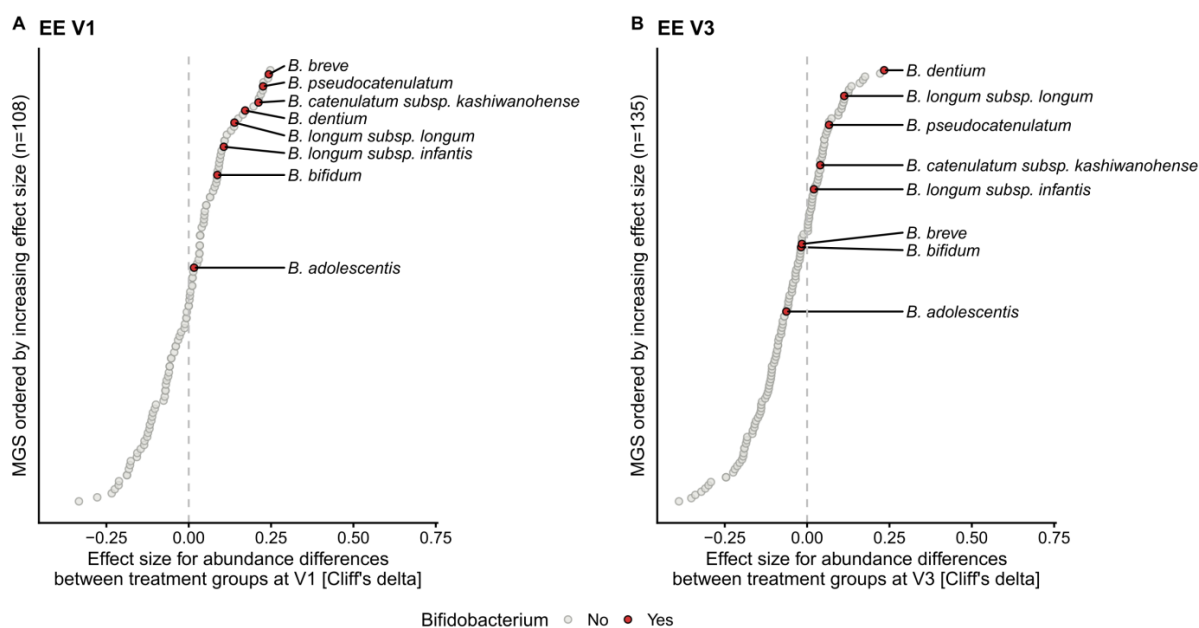 A EE V1
MGS ordered by increasing effect size (n=108)
B. breve
B. pseudocatenulatum
B. catenulatum subsp. kashiwanohense
B. dentium
B. longum subsp. longum
B. longum subsp. infantis
B. bifidum
B. adolescentis
−0.25 0.00 0.25 0.50 0.75
Effect size for abundance differences
between treatment groups at V1 [Cliff's delta]
B EE V3
MGS ordered by increasing effect size (n=135)
B. dentium
B. longum subsp. longum
B. pseudocatenulatum
B. catenulatum subsp. kashiwanohense
B. longum subsp. infantis
B. breve
B. bifidum
B. adolescentis
−0.25 0.00 0.25 0.50 0.75
Effect size for abundance differences
between treatment groups at V3 [Cliff's delta]
Bifidobacterium No Yes